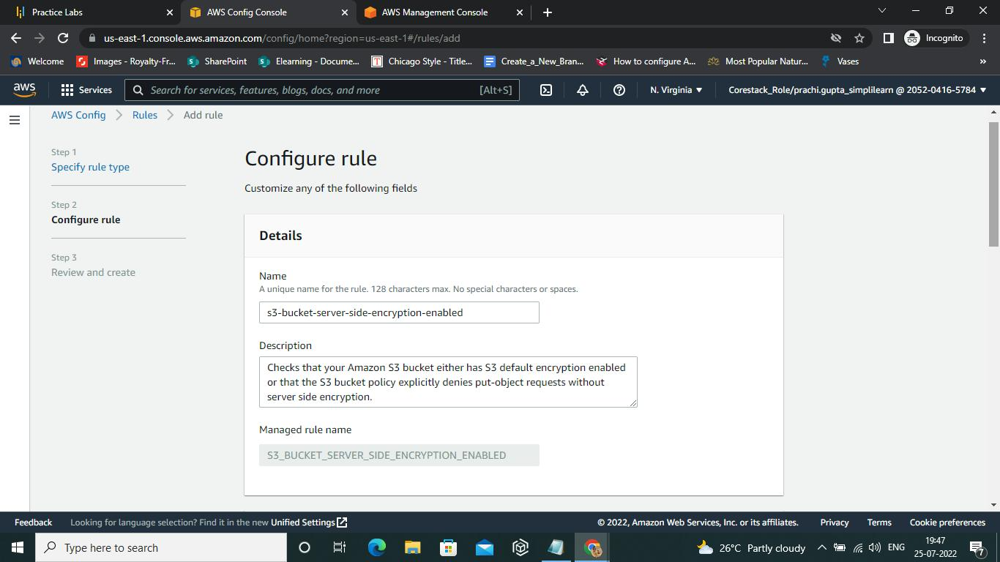 Practice Labs
AWS Config Console
AWS Management Console
us-east-1.console.aws.amazon.com/config/home?region=us-east-1#/rules/add
Incognito
Welcome
Images - Royalty-Fr...
SharePoint
Elearning - Docume...
Chicago Style - Title...
Create_a_New_Bran...
How to configure A...
Most Popular Natur...
Vases
»
aws
Services
Search for services, features, blogs, docs, and more
[Alt+S]
N. Virginia
Corestack_Role/prachi.gupta_simplilearn @ 2052-0416-5784
AWS Config
Rules
Add rule
Step 1
Specify rule type
Step 2
Configure rule
Step 3
Review and create
Configure rule
Customize any of the following fields
Details
Name
A unique name for the rule. 128 characters max. No special characters or spaces.
s3-bucket-server-side-encryption-enabled
Description
Checks that your Amazon S3 bucket either has S3 default encryption enabled
or that the S3 bucket policy explicitly denies put-object requests without
server side encryption.
Managed rule name
S3_BUCKET_SERVER_SIDE_ENCRYPTION_ENABLED
Feedback
Looking for language selection? Find it in the new Unified Settings
© 2022, Amazon Web Services, Inc. or its affiliates.
Privacy
Terms
Cookie preferences
Type here to search
26°C Partly cloudy
ENG
19:47
25-07-2022
7